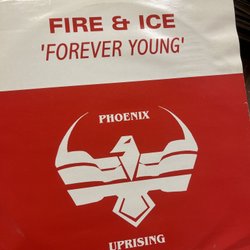 FIRE & ICE
'FOREVER YOUNG'
PHOENIX
UPRISING